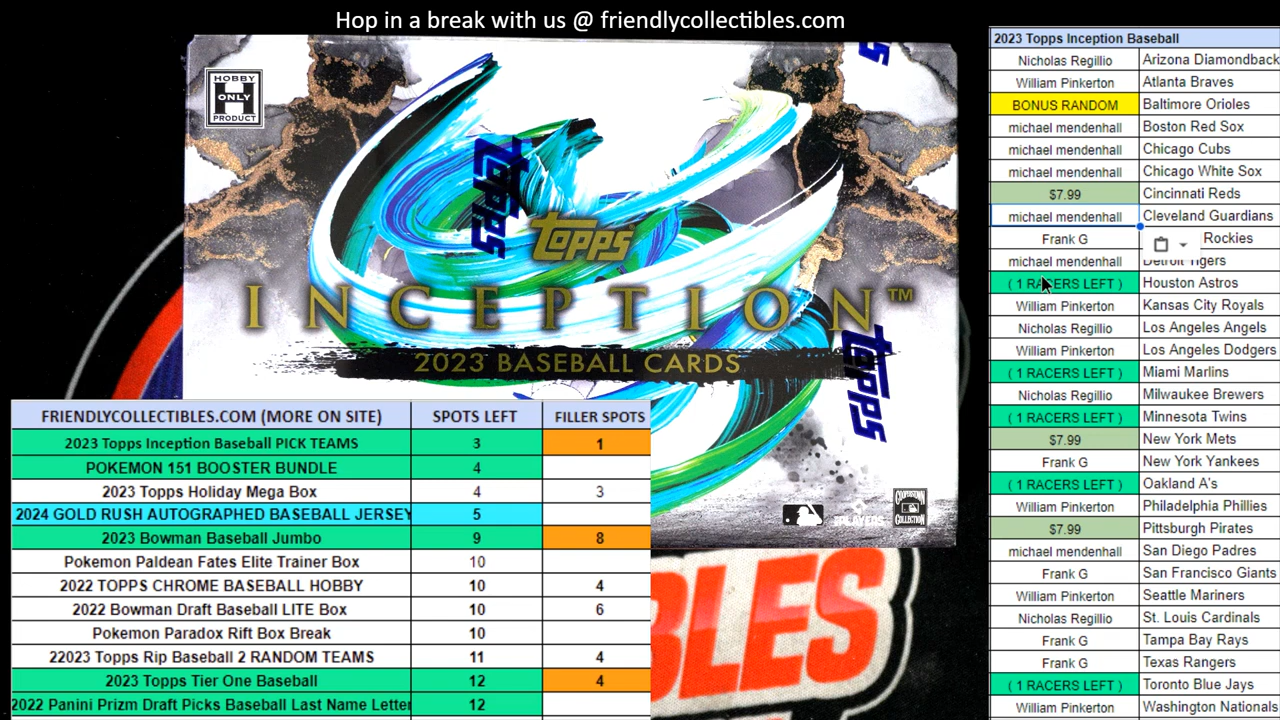 Hop in a break with us @ friendlycollectibles.com
HOBBY
ONLY
H
PRODUCT
TOPPS
TOPPS
TOPPS
TOPPS
INCEPTION™
2023 BASEBALL CARDS
COOPERSTOWN
COLLECTION
BLES
FRIENDLYCOLLECTIBLES.COM (MORE ON SITE) SPOTS LEFT FILLER SPOTS
2023 Topps Inception Baseball PICK TEAMS 3 1
POKEMON 151 BOOSTER BUNDLE 4
2023 Topps Holiday Mega Box 4 3
2024 GOLD RUSH AUTOGRAPHED BASEBALL JERSEY 5
2023 Bowman Baseball Jumbo 9 8
Pokemon Paldean Fates Elite Trainer Box 10
2022 TOPPS CHROME BASEBALL HOBBY 10 4
2022 Bowman Draft Baseball LITE Box 10 6
Pokemon Paradox Rift Box Break 10
22023 Topps Rip Baseball 2 RANDOM TEAMS 11 4
2023 Topps Tier One Baseball 12 4
2022 Panini Prizm Draft Picks Baseball Last Name Letter 12
2023 Topps Inception Baseball
Nicholas Regillio Arizona Diamondback
William Pinkerton Atlanta Braves
BONUS RANDOM Baltimore Orioles
michael mendenhall Boston Red Sox
michael mendenhall Chicago Cubs
michael mendenhall Chicago White Sox
$7.99 Cincinnati Reds
michael mendenhall Cleveland Guardians
Frank G Rockies
michael mendenhall Detroit Tigers
( 1 RACERS LEFT ) Houston Astros
William Pinkerton Kansas City Royals
Nicholas Regillio Los Angeles Angels
William Pinkerton Los Angeles Dodgers
( 1 RACERS LEFT ) Miami Marlins
Nicholas Regillio Milwaukee Brewers
( 1 RACERS LEFT ) Minnesota Twins
$7.99 New York Mets
Frank G New York Yankees
( 1 RACERS LEFT ) Oakland A's
William Pinkerton Philadelphia Phillies
$7.99 Pittsburgh Pirates
michael mendenhall San Diego Padres
Frank G San Francisco Giants
William Pinkerton Seattle Mariners
Nicholas Regillio St. Louis Cardinals
Frank G Tampa Bay Rays
Frank G Texas Rangers
( 1 RACERS LEFT ) Toronto Blue Jays
William Pinkerton Washington Nationals